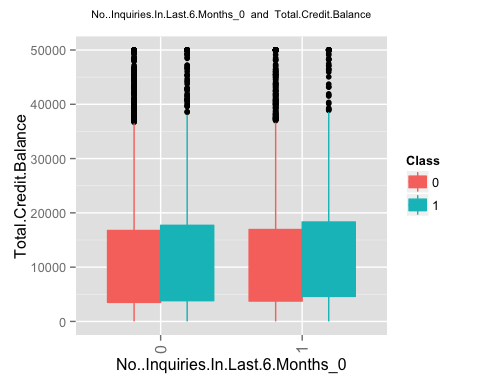 No..Inquiries.In.Last.6.Months_0 and Total.Credit.Balance
50000
40000
30000
20000
10000
0
Total.Credit.Balance
0
1
No..Inquiries.In.Last.6.Months_0
Class
0
1